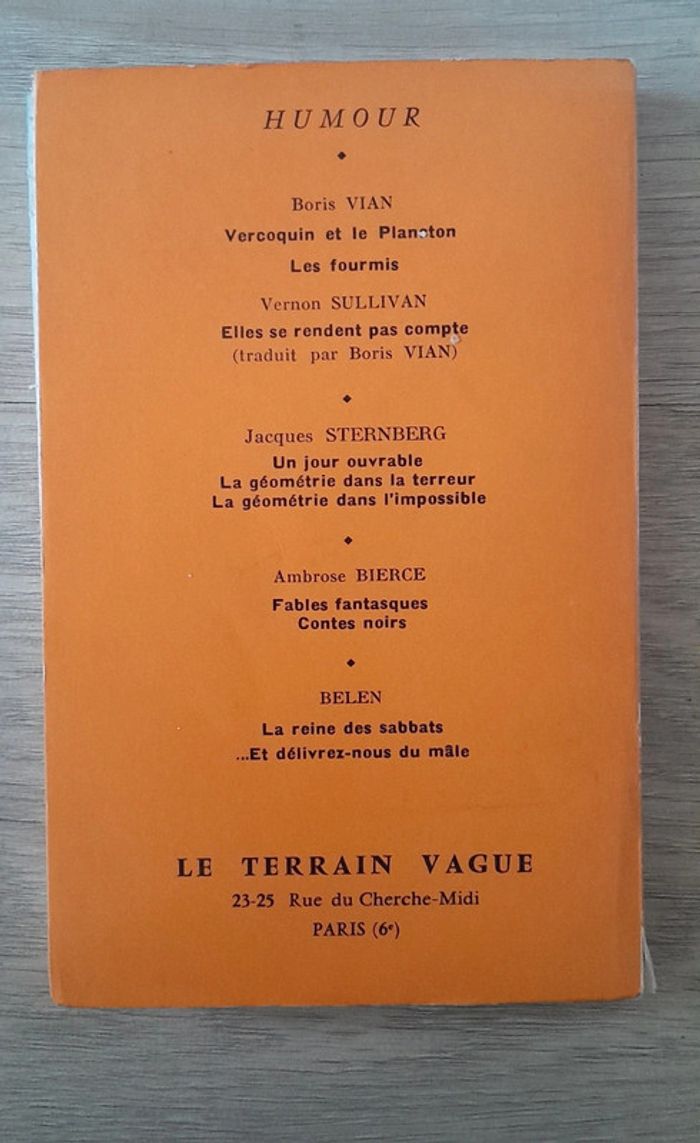 HUMOUR
Boris VIAN
Vercoquin et le Plancton
Les fourmis
Vernon SULLIVAN
Elles se rendent pas compte
(traduit par Boris VIAN)
Jacques STERNBERG
Un jour ouvrable
La géométrie dans la terreur
La géométrie dans l'impossible
Ambrose BIERCE
Fables fantasques
Contes noirs
BELEN
La reine des sabbats
...Et délivrez-nous du mâle
LE TERRAIN VAGUE
23-25 Rue du Cherche-Midi
PARIS (6e)